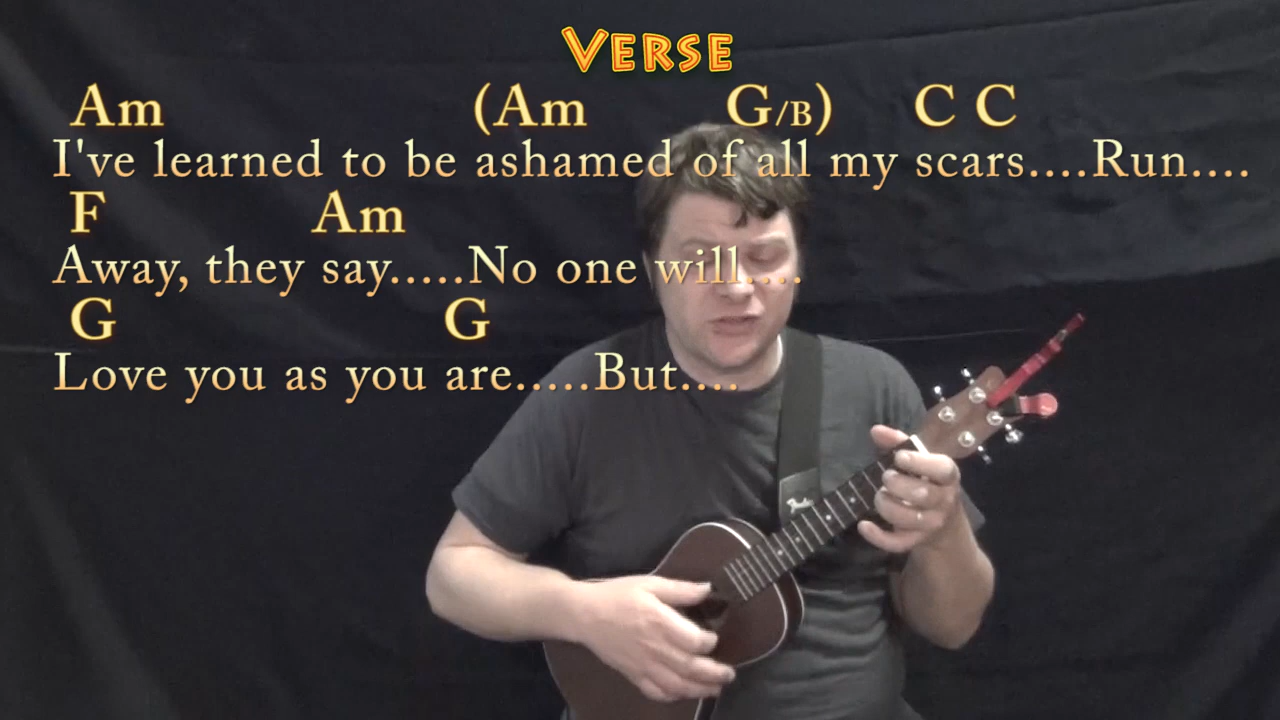 VERSE
Am (Am G/B) C C
I've learned to be ashamed of all my scars....Run....
F Am
Away, they say.....No one will....
G G
Love you as you are.....But....
Fender